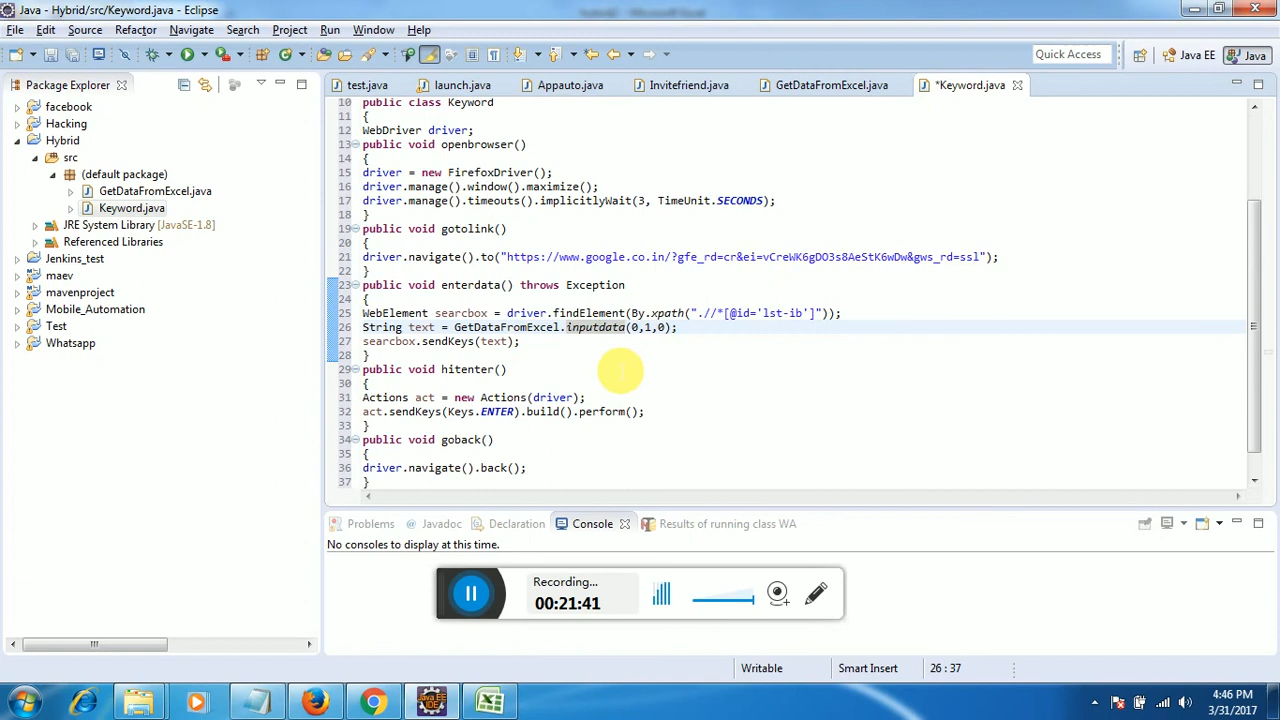 Java - Hybrid/src/Keyword.java - Eclipse
File Edit Source Refactor Navigate Search Project Run Window Help
Quick Access
Java EE
Java
Package Explorer
facebook
Hacking
Hybrid
src
(default package)
GetDataFromExcel.java
Keyword.java
JRE System Library [JavaSE-1.8]
Referenced Libraries
Jenkins_test
maev
mavenproject
Mobile_Automation
Test
Whatsapp
test.java launch.java Appauto.java Invitefriend.java GetDataFromExcel.java *Keyword.java
10 public class Keyword
11 {
12 WebDriver driver;
13 public void openbrowser()
14 {
15 driver = new FirefoxDriver();
16 driver.manage().window().maximize();
17 driver.manage().timeouts().implicitlyWait(3, TimeUnit.SECONDS);
18 }
19 public void gotolink()
20 {
21 driver.navigate().to("https://www.google.co.in/?gfe_rd=cr&ei=vCreWK6gDO3s8AeStK6wDw&gws_rd=ssl");
22 }
23 public void enterdata() throws Exception
24 {
25 WebElement searcbox = driver.findElement(By.xpath(".//*[@id='lst-ib']"));
26 String text = GetDataFromExcel.inputdata(0,1,0);
27 searcbox.sendKeys(text);
28 }
29 public void hitenter()
30 {
31 Actions act = new Actions(driver);
32 act.sendKeys(Keys.ENTER).build().perform();
33 }
34 public void goback()
35 {
36 driver.navigate().back();
37 }
Problems @ Javadoc Declaration Console Results of running class WA
No consoles to display at this time.
Recording...
00:21:41
Writable Smart Insert 26 : 37
Java EE IDE
4:46 PM
3/31/2017